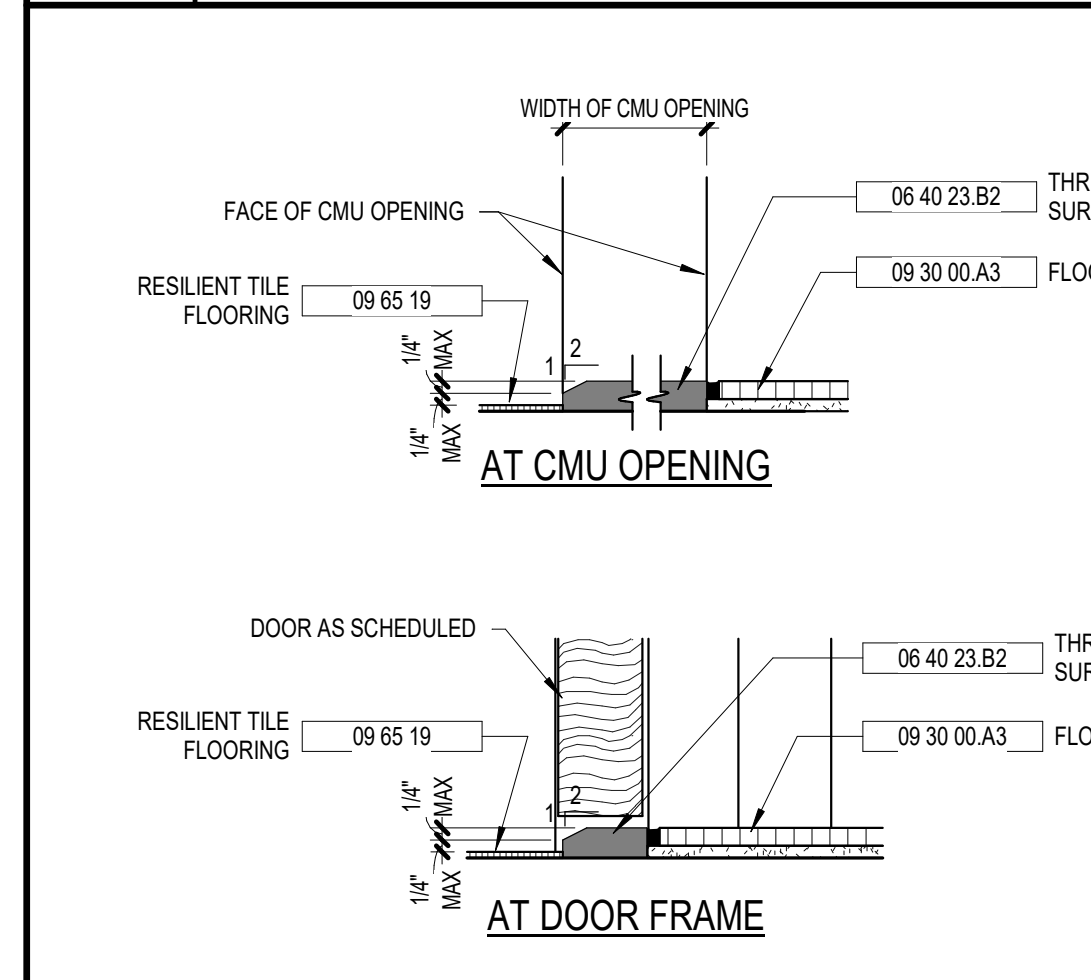 WIDTH OF CMU OPENING
FACE OF CMU OPENING
06 40 23.B2
THR
SUR
09 30 00.A3
FLOO
RESILIENT TILE
FLOORING
09 65 19
1/4"
MAX
1
2
1/4"
MAX
AT CMU OPENING
DOOR AS SCHEDULED
06 40 23.B2
THR
SUR
RESILIENT TILE
FLOORING
09 65 19
09 30 00.A3
FLO
1/4"
MAX
1
2
1/4"
MAX
AT DOOR FRAME